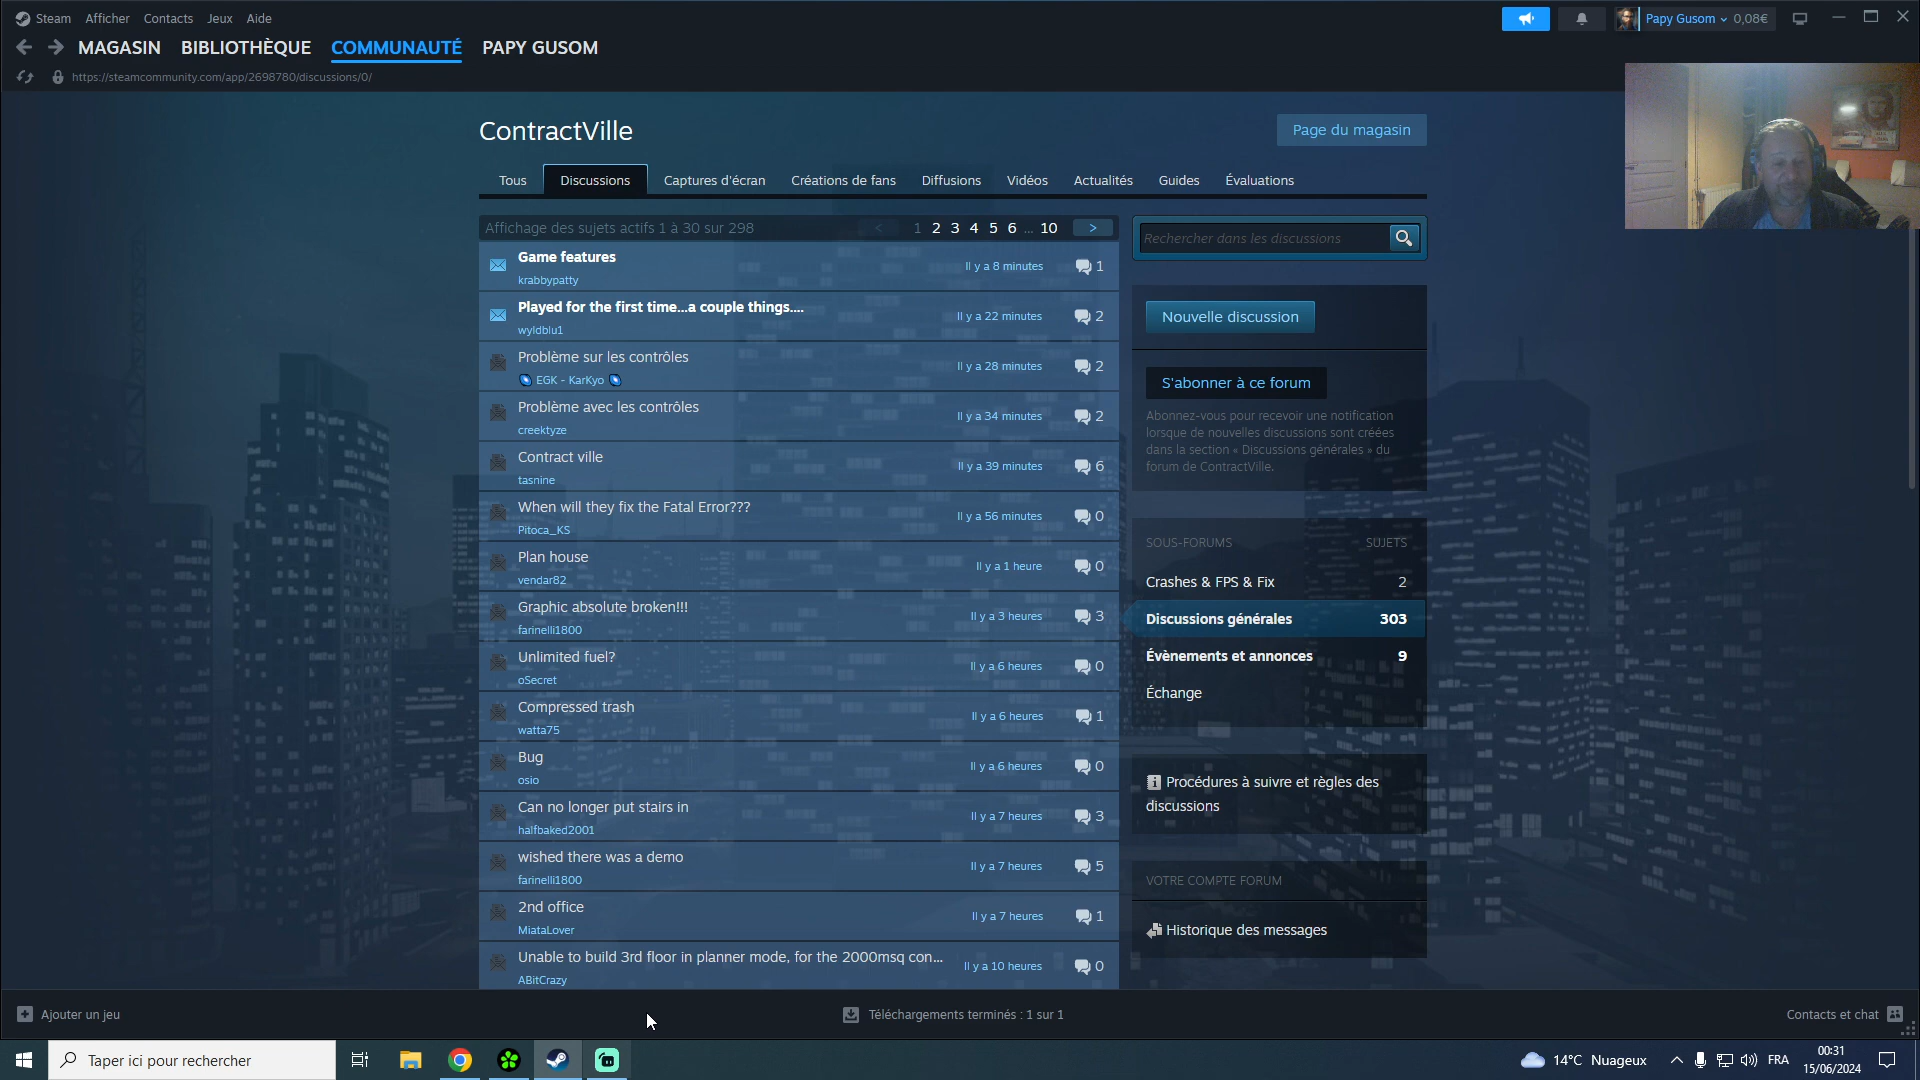 Steam Afficher Contacts Jeux Aide
Papy Gusom 0,08€
MAGASIN BIBLIOTHÈQUE COMMUNAUTÉ PAPY GUSOM
https://steamcommunity.com/app/2698780/discussions/0/
ContractVille
Page du magasin
Tous Discussions Captures d'écran Créations de fans Diffusions Vidéos Actualités Guides Évaluations
Affichage des sujets actifs 1 à 30 sur 298
< 1 2 3 4 5 6 ... 10 >
Game features
krabbypatty
Il y a 8 minutes
1
Played for the first time...a couple things....
wyldblu1
Il y a 22 minutes
2
Problème sur les contrôles
EGK - KarKyo
Il y a 28 minutes
2
Problème avec les contrôles
creektyze
Il y a 34 minutes
2
Contract ville
tasnine
Il y a 39 minutes
6
When will they fix the Fatal Error???
Pitoca_KS
Il y a 56 minutes
0
Plan house
vendar82
Il y a 1 heure
0
Graphic absolute broken!!!
farinelli1800
Il y a 3 heures
3
Unlimited fuel?
oSecret
Il y a 6 heures
0
Compressed trash
watta75
Il y a 6 heures
1
Bug
osio
Il y a 6 heures
0
Can no longer put stairs in
halfbaked2001
Il y a 7 heures
3
wished there was a demo
farinelli1800
Il y a 7 heures
5
2nd office
MiataLover
Il y a 7 heures
1
Unable to build 3rd floor in planner mode, for the 2000msq con...
ABitCrazy
Il y a 10 heures
0
Rechercher dans les discussions
Nouvelle discussion
S'abonner à ce forum
Abonnez-vous pour recevoir une notification
lorsque de nouvelles discussions sont créées
dans la section « Discussions générales » du
forum de ContractVille.
SOUS-FORUMS SUJETS
Crashes & FPS & Fix 2
Discussions générales 303
Évènements et annonces 9
Échange
Procédures à suivre et règles des
discussions
VOTRE COMPTE FORUM
Historique des messages
Ajouter un jeu
Téléchargements terminés : 1 sur 1
Contacts et chat
Taper ici pour rechercher
14°C Nuageux
FRA
00:31
15/06/2024